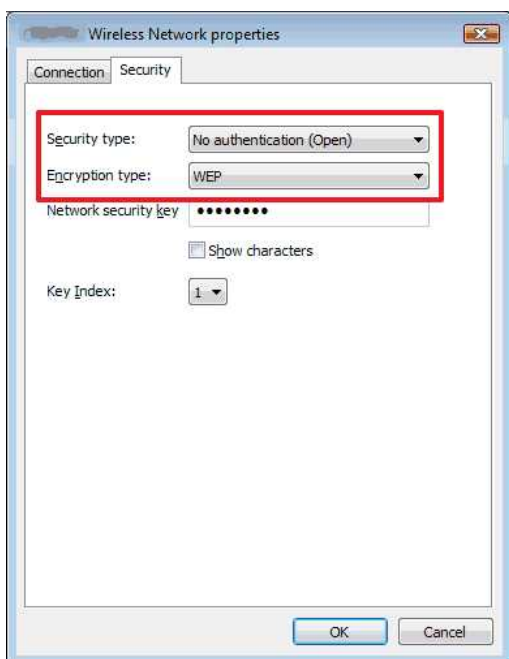 Wireless Network properties
Connection Security
Security type: No authentication (Open)
Encryption type: WEP
Network security key ••••••••
Show characters
Key Index: 1
OK Cancel